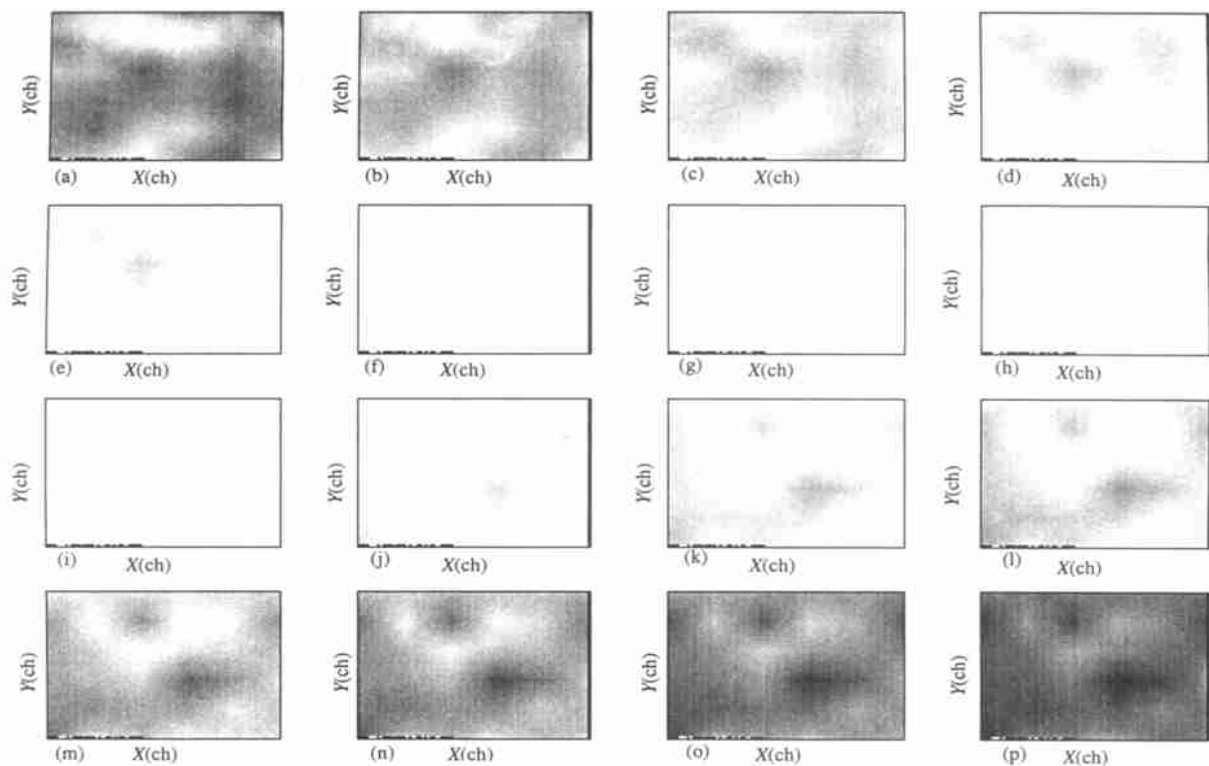 Y(ch) Y(ch) Y(ch) Y(ch)
(a) X(ch) (b) X(ch) (c) X(ch) (d) X(ch)
Y(ch) Y(ch) Y(ch) Y(ch)
(e) X(ch) (f) X(ch) (g) X(ch) (h) X(ch)
Y(ch) Y(ch) Y(ch) Y(ch)
(i) X(ch) (j) X(ch) (k) X(ch) (l) X(ch)
Y(ch) Y(ch) Y(ch) Y(ch)
(m) X(ch) (n) X(ch) (o) X(ch) (p) X(ch)